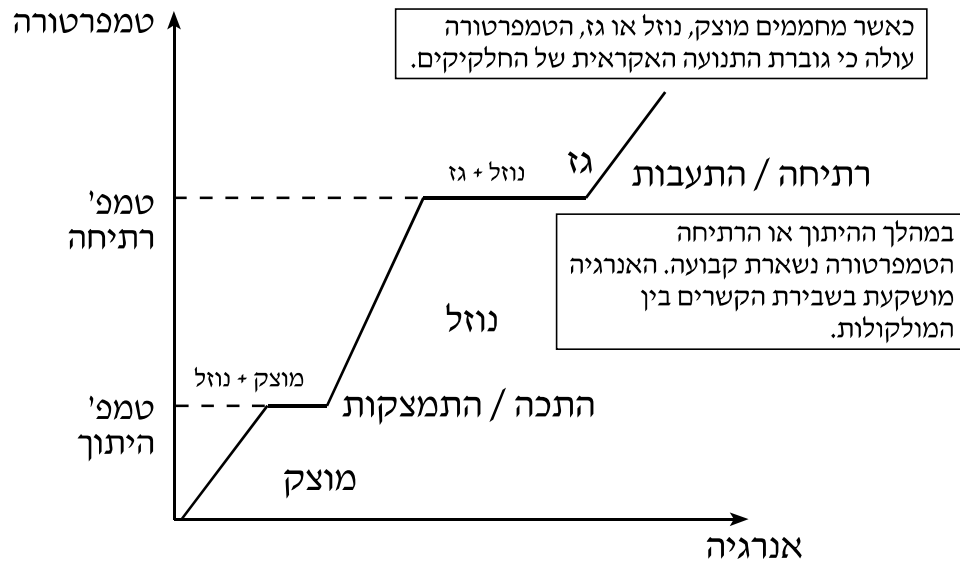 טמפרטורה
כאשר מחממים מוצק, נוזל או גז, הטמפרטורה
עולה כי גוברת התנועה האקראית של החלקיקים.
גז
נוזל + גז
רתיחה / התעבות
טמפ'
רתיחה
במהלך ההיתוך או הרתיחה
הטמפרטורה נשארת קבועה. האנרגיה
מושקעת בשבירת הקשרים בין
המולקולות.
נוזל
מוצק + נוזל
התכה / התמצקות
טמפ'
היתוך
מוצק
אנרגיה